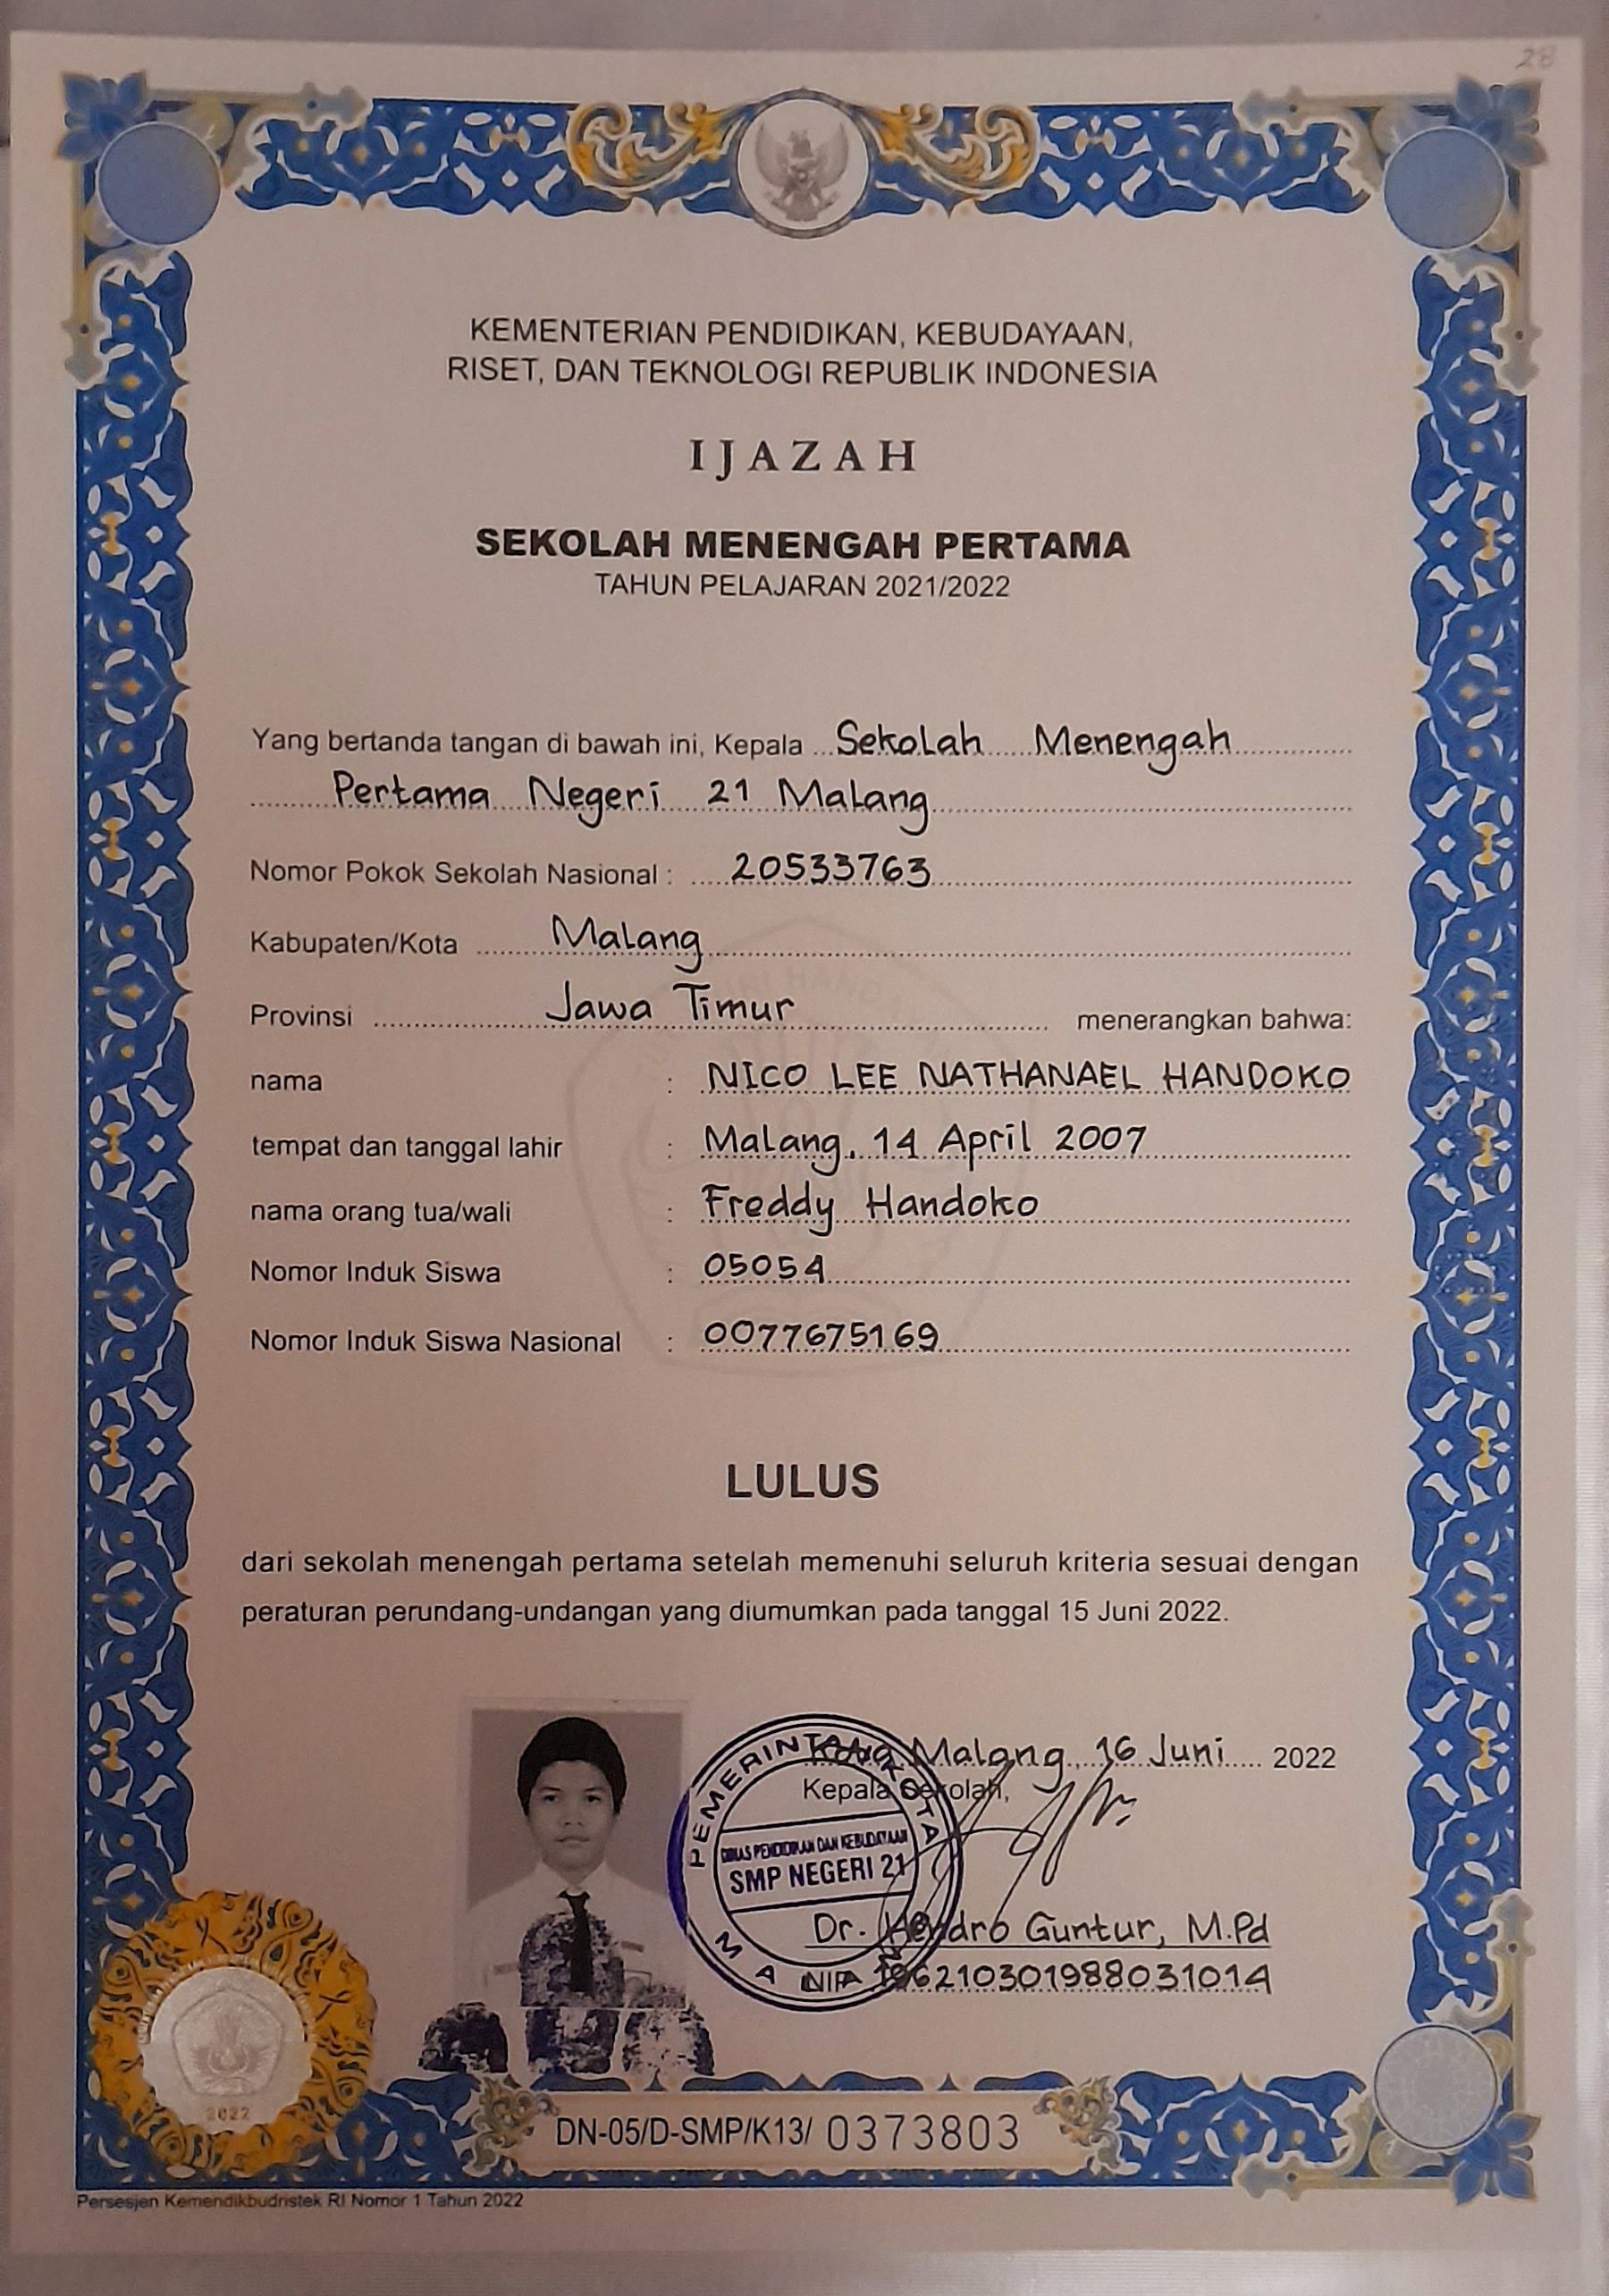 28
KEMENTERIAN PENDIDIKAN, KEBUDAYAAN,
RISET, DAN TEKNOLOGI REPUBLIK INDONESIA
IJAZAH
SEKOLAH MENENGAH PERTAMA
TAHUN PELAJARAN 2021/2022
Yang bertanda tangan di bawah ini, Kepala Sekolah Menengah
Pertama Negeri 21 Malang
Nomor Pokok Sekolah Nasional : 20533763
Kabupaten/Kota Malang
Provinsi Jawa Timur menerangkan bahwa:
nama : NICO LEE NATHANAEL HANDOKO
tempat dan tanggal lahir : Malang, 14 April 2007
nama orang tua/wali : Freddy Handoko
Nomor Induk Siswa : 05054
Nomor Induk Siswa Nasional : 0077675169
LULUS
dari sekolah menengah pertama setelah memenuhi seluruh kriteria sesuai dengan
peraturan perundang-undangan yang diumumkan pada tanggal 15 Juni 2022.
Malang, 16 Juni 2022
Kepala Sekolah,
PEMERINTAH KOTA
DINAS PENDIDIKAN DAN KEBUDAYAAN
SMP NEGERI 21
MALANG
Dr. Hendro Guntur, M.Pd
NIP 196210301988031014
2022
DN-05/D-SMP/K13/ 0373803
Persesjen Kemendikbudristek RI Nomor 1 Tahun 2022